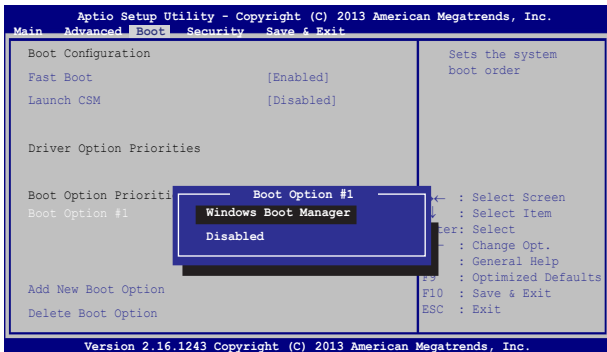 Aptio Setup Utility - Copyright (C) 2013 American Megatrends, Inc.
Main Advanced Boot Security Save & Exit
Boot Configuration
Fast Boot [Enabled]
Launch CSM [Disabled]
Driver Option Priorities
Boot Option Prioriti
Boot Option #1
Boot Option #1
Windows Boot Manager
Disabled
Add New Boot Option
Delete Boot Option
Sets the system
boot order
→← : Select Screen
↓ : Select Item
er: Select
— : Change Opt.
: General Help
F9 : Optimized Defaults
F10 : Save & Exit
ESC : Exit
Version 2.16.1243 Copyright (C) 2013 American Megatrends, Inc.